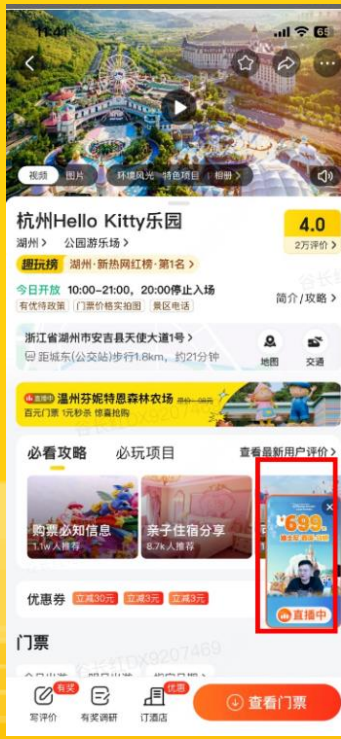 11:41
视频 图片 环境风光 特色项目 相册>
杭州Hello Kitty乐园
4.0
湖州> 公园游乐场>
2万评价>
趣玩榜 湖州·新热网红榜·第1名>
今日开放 10:00-21:00, 20:00停止入场
简介/攻略>
有优待政策 门票价格实拍图 景区电话
浙江省湖州市安吉县天使大道1号>
距城东(公交站)步行1.8km,约21分钟
地图 交通
直播中 温州芬妮特恩森林农场
百元门票 1元秒杀 惊喜抢购
必看攻略 必玩项目 查看最新用户评价>
购票必知信息
1.1w人推荐
亲子住宿分享
8.7k人推荐
699
直播中
优惠券 立减30元 立减3元 立减3元
门票
有奖 优惠
写评价 有奖调研 订酒店 查看门票